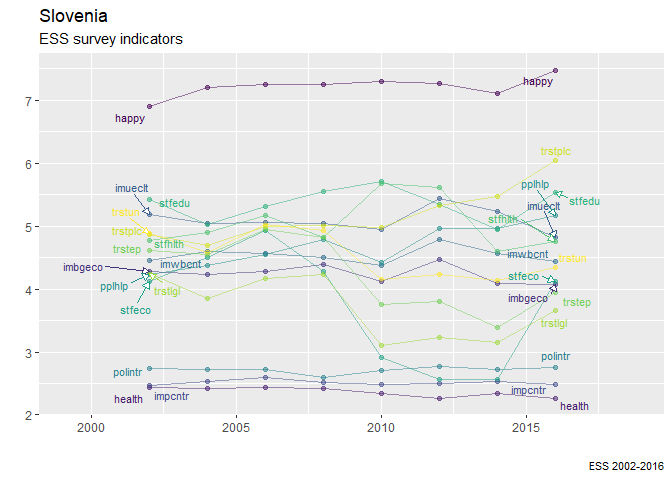 Slovenia
ESS survey indicators
7
6
5
4
3
2
happy
happy
trstplc
imueclt
pplhlp
stfedu
stfedu
trstun
imueclt
trstplc
stfhlth
stfhlth
trstep
imwbcnt
imwbcnt
trstun
imbgeco
stfeco
pplhlp
trstlgl
imbgeco
trstep
stfeco
trstlgl
polintr
polintr
impcntr
impcntr
health
health
2000
2005
2010
2015
ESS 2002-2016